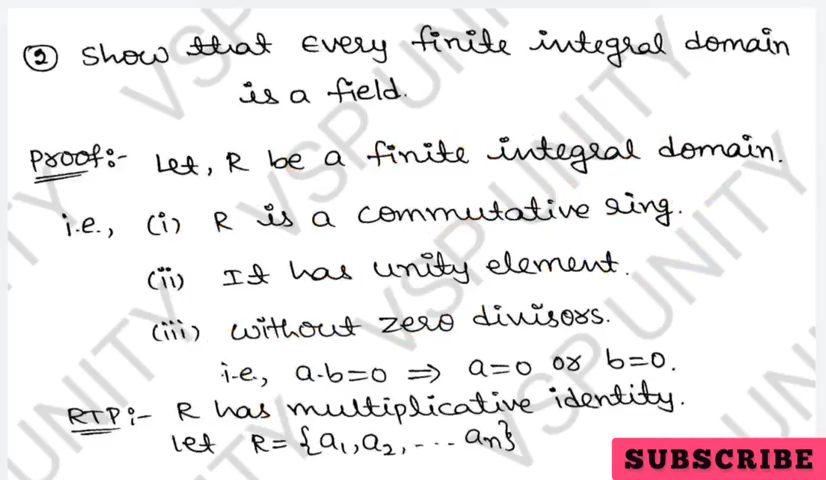 ② Show that Every finite integral domain
is a field.
Proof:- Let, R be a finite integral domain.
i.e., (i) R is a commutative ring.
(ii) It has unity element.
(iii) without zero divisors.
i.e., a·b=0 ⇒ a=0 or b=0.
RTP:- R has multiplicative identity.
let R={a₁,a₂,---- aₙ}
SUBSCRIBE
VSP UNITY